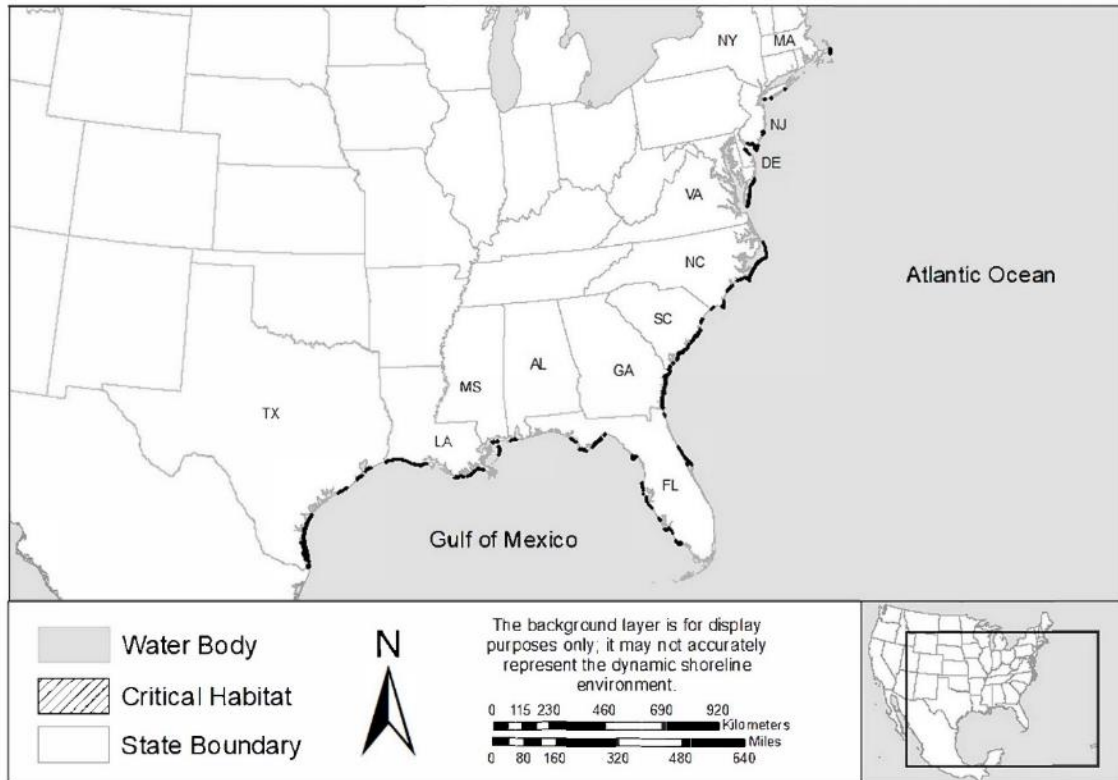 NY
MA
NJ
DE
VA
NC
Atlantic Ocean
SC
MS
AL
GA
TX
LA
FL
Gulf of Mexico
Water Body
Critical Habitat
State Boundary
N
The background layer is for display
purposes only; it may not accurately
represent the dynamic shoreline
environment.
0 115 230 460 690 920
Kilometers
Miles
0 80 160 320 480 640